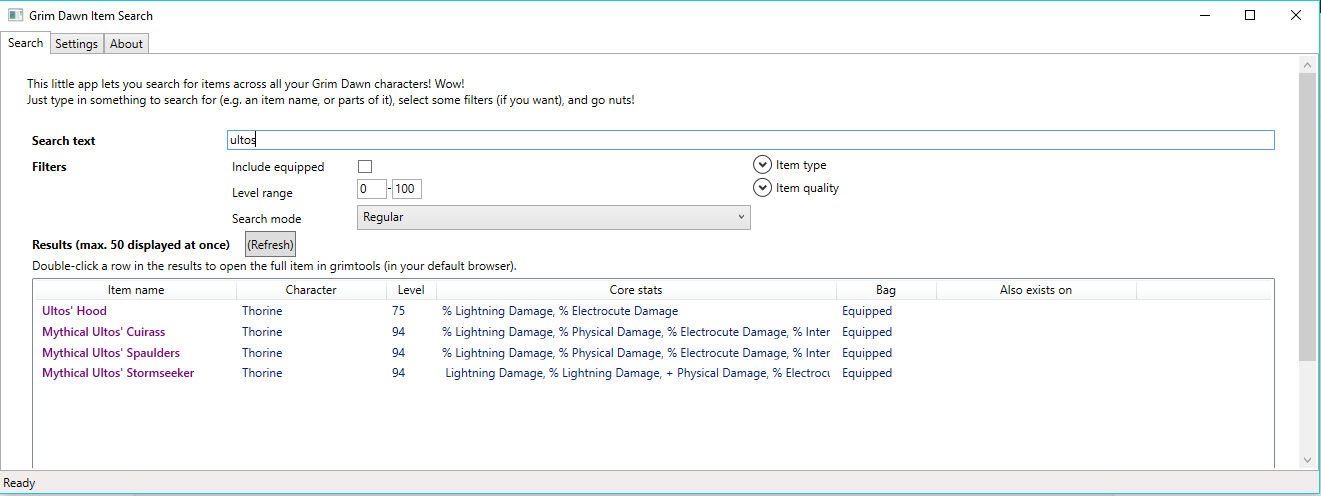 Grim Dawn Item Search
Search Settings About
This little app lets you search for items across all your Grim Dawn characters! Wow!
Just type in something to search for (e.g. an item name, or parts of it), select some filters (if you want), and go nuts!
Search text ultos
Filters Include equipped Item type
Level range 0 - 100 Item quality
Search mode Regular
Results (max. 50 displayed at once) (Refresh)
Double-click a row in the results to open the full item in grimtools (in your default browser).
Item name Character Level Core stats Bag Also exists on
Ultos' Hood Thorine 75 % Lightning Damage, % Electrocute Damage Equipped
Mythical Ultos' Cuirass Thorine 94 % Lightning Damage, % Physical Damage, % Electrocute Damage, % Inter Equipped
Mythical Ultos' Spaulders Thorine 94 % Lightning Damage, % Physical Damage, % Electrocute Damage, % Inter Equipped
Mythical Ultos' Stormseeker Thorine 94 Lightning Damage, % Lightning Damage, + Physical Damage, % Electrocu Equipped
Ready